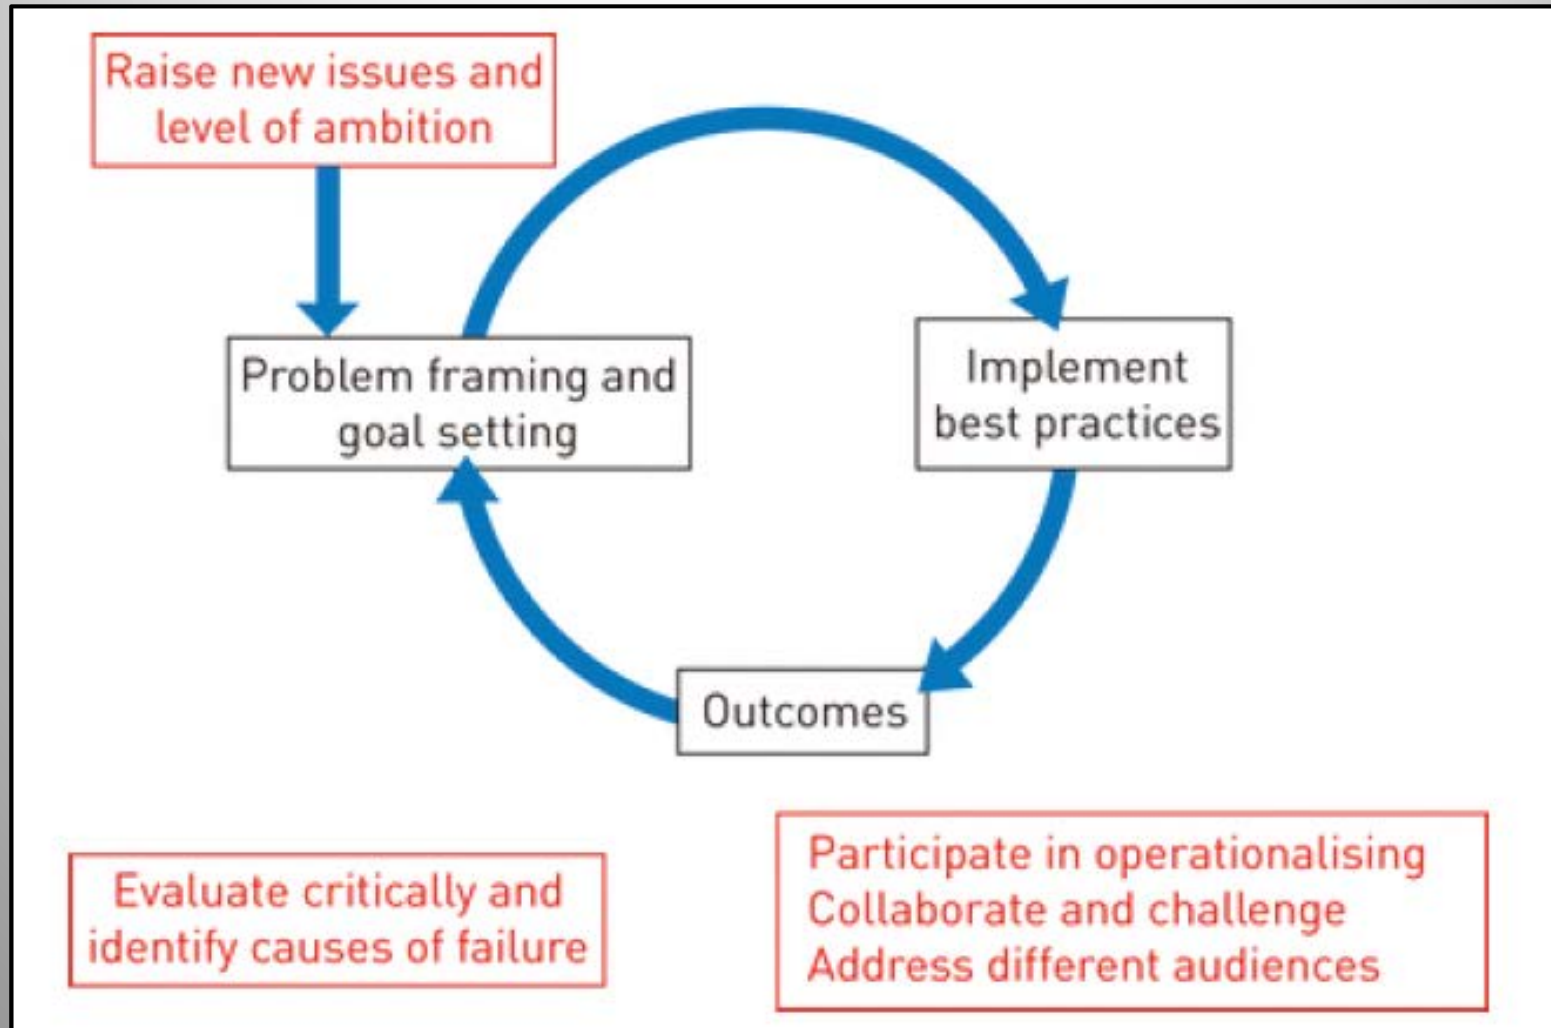 Raise new issues and
level of ambition
Problem framing and
goal setting
Implement
best practices
Outcomes
Evaluate critically and
identify causes of failure
Participate in operationalising
Collaborate and challenge
Address different audiences